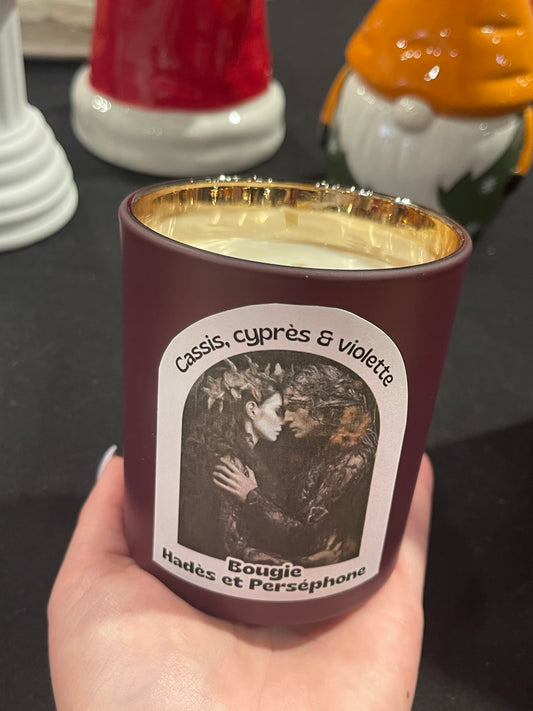 Cassis, cyprès & violette
Bougie
Hadès et Perséphone